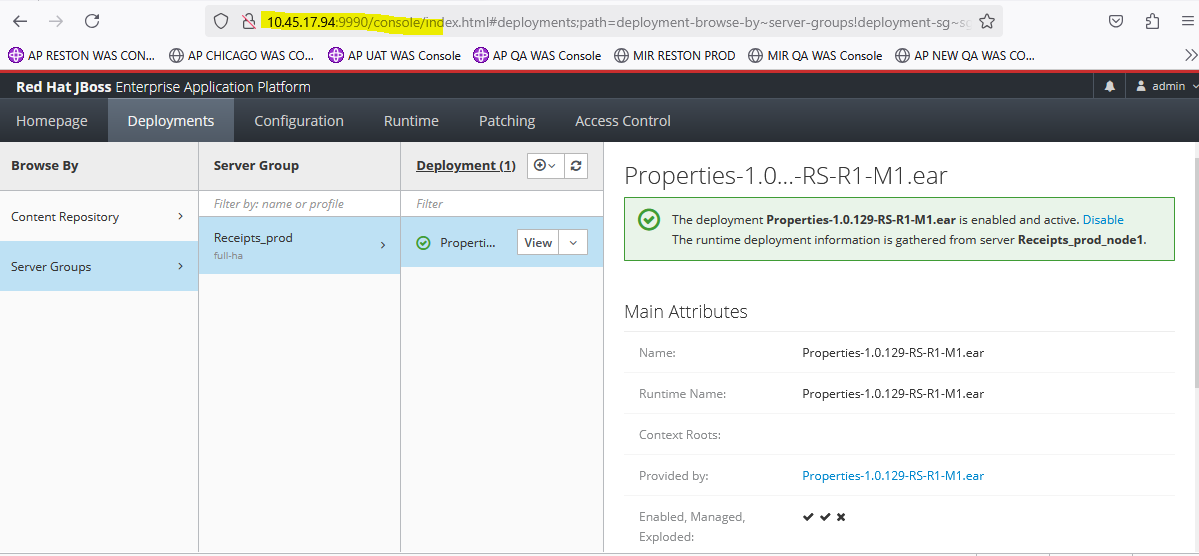 10.45.17.94:9990/console/index.html#deployments;path=deployment-browse-by~server-groups!deployment-sg~sg
AP RESTON WAS CON... AP CHICAGO WAS CO... AP UAT WAS Console AP QA WAS Console MIR RESTON PROD MIR QA WAS Console AP NEW QA WAS CO...
Red Hat JBoss Enterprise Application Platform admin
Homepage Deployments Configuration Runtime Patching Access Control
Browse By
Content Repository
Server Groups
Server Group
Filter by: name or profile
Receipts_prod
full-ha
Deployment (1)
Filter
Properti... View
Properties-1.0...-RS-R1-M1.ear
The deployment Properties-1.0.129-RS-R1-M1.ear is enabled and active. Disable
The runtime deployment information is gathered from server Receipts_prod_node1.
Main Attributes
Name: Properties-1.0.129-RS-R1-M1.ear
Runtime Name: Properties-1.0.129-RS-R1-M1.ear
Context Roots:
Provided by: Properties-1.0.129-RS-R1-M1.ear
Enabled, Managed,
Exploded: